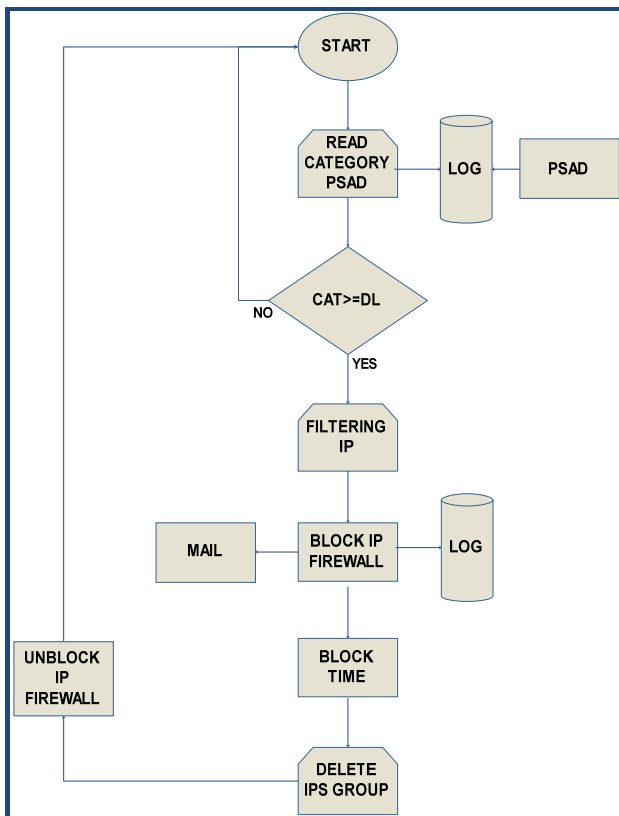 START
READ
CATEGORY
PSAD
LOG
PSAD
CAT>=DL
NO
YES
FILTERING
IP
MAIL
BLOCK IP
FIREWALL
LOG
UNBLOCK
IP
FIREWALL
BLOCK
TIME
DELETE
IPS GROUP